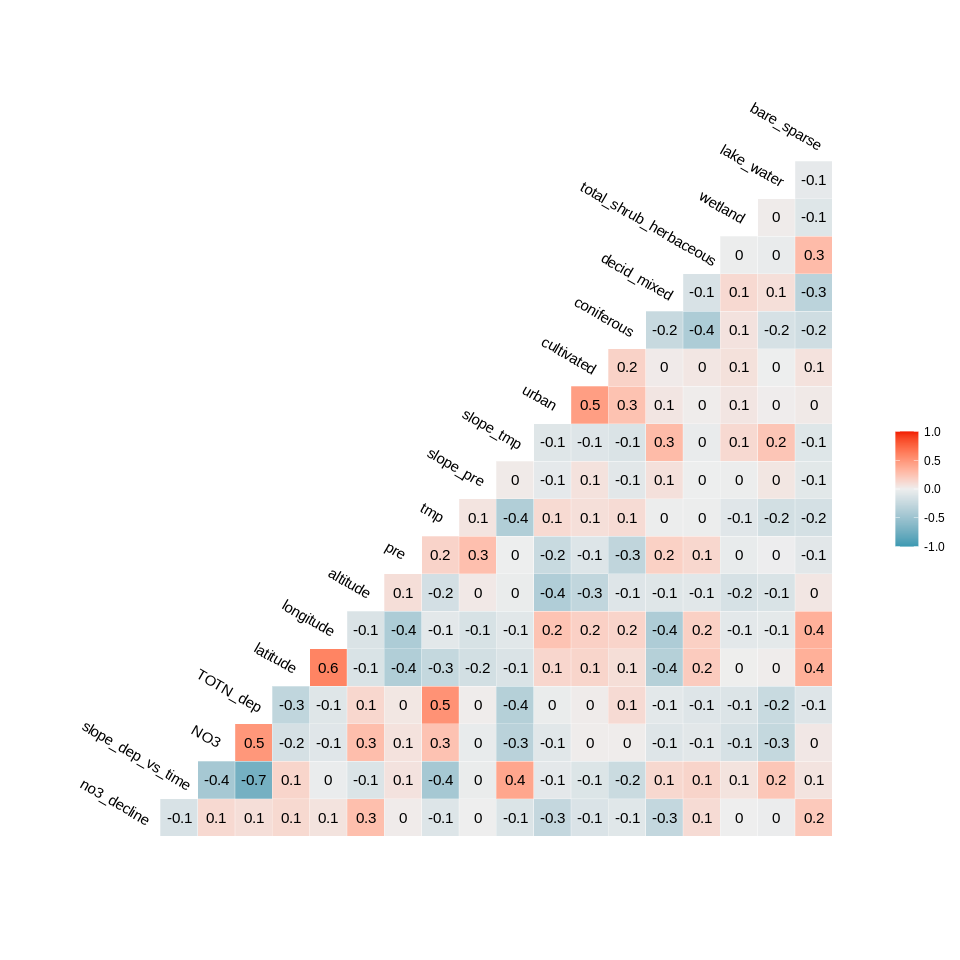 bare_sparse
lake_water -0.1
wetland 0 -0.1
total_shrub_herbaceous 0 0 0.3
decid_mixed -0.1 0.1 0.1 -0.3
coniferous -0.2 -0.4 0.1 -0.2 -0.2
cultivated 0.2 0 0 0.1 0 0.1
urban 0.5 0.3 0.1 0 0.1 0 0
slope_tmp -0.1 -0.1 -0.1 0.3 0 0.1 0.2 -0.1
slope_pre 0 -0.1 0.1 -0.1 0.1 0 0 0 -0.1
tmp 0.1 -0.4 0.1 0.1 0.1 0 0 -0.1 -0.2 -0.2
pre 0.2 0.3 0 -0.2 -0.1 -0.3 0.2 0.1 0 0 -0.1
altitude 0.1 -0.2 0 0 -0.4 -0.3 -0.1 -0.1 -0.1 -0.2 -0.1 0
longitude -0.1 -0.4 -0.1 -0.1 -0.1 0.2 0.2 0.2 -0.4 0.2 -0.1 -0.1 0.4
latitude 0.6 -0.1 -0.4 -0.3 -0.2 -0.1 0.1 0.1 0.1 -0.4 0.2 0 0 0.4
TOTN_dep -0.3 -0.1 0.1 0 0.5 0 -0.4 0 0 0.1 -0.1 -0.1 -0.1 -0.2 -0.1
NO3 0.5 -0.2 -0.1 0.3 0.1 0.3 0 -0.3 -0.1 0 0 -0.1 -0.1 -0.1 -0.3 0
slope_dep_vs_time -0.4 -0.7 0.1 0 -0.1 0.1 -0.4 0 0.4 -0.1 -0.1 -0.2 0.1 0.1 0.1 0.2 0.1
no3_decline -0.1 0.1 0.1 0.1 0.1 0.3 0 -0.1 0 -0.1 -0.3 -0.1 -0.1 -0.3 0.1 0 0 0.2
1.0
0.5
0.0
-0.5
-1.0